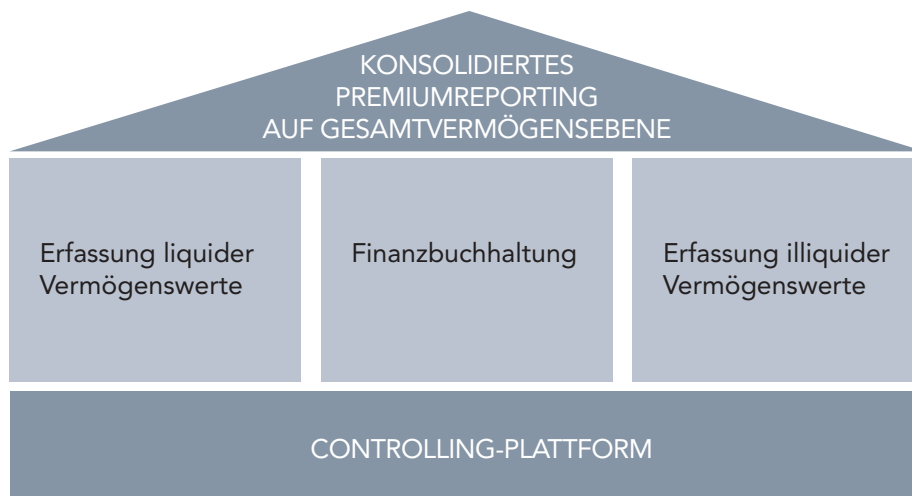 KONSOLIDIERTES
PREMIUMREPORTING
AUF GESAMTVERMÖGENSEBENE
Erfassung liquider
Vermögenswerte
Finanzbuchhaltung
Erfassung illiquider
Vermögenswerte
CONTROLLING-PLATTFORM